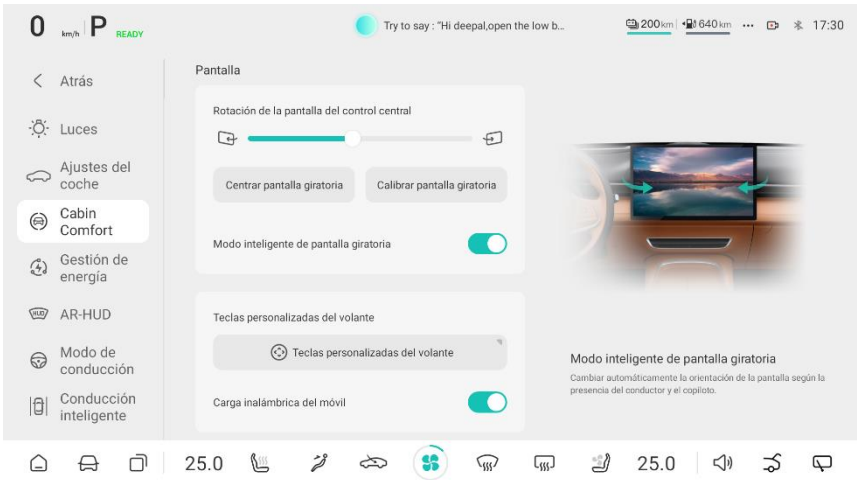 0 km/h P READY
Try to say : "Hi deepal,open the low b...
200km 640km ... 17:30
Atrás
Luces
Ajustes del
coche
Cabin
Comfort
Gestión de
energía
HUD AR-HUD
Modo de
conducción
Conducción
inteligente
Pantalla
Rotación de la pantalla del control central
Centrar pantalla giratoria
Calibrar pantalla giratoria
Modo inteligente de pantalla giratoria
Teclas personalizadas del volante
Teclas personalizadas del volante
Carga inalámbrica del móvil
Modo inteligente de pantalla giratoria
Cambiar automáticamente la orientación de la pantalla según la
presencia del conductor y el copiloto.
25.0
25.0